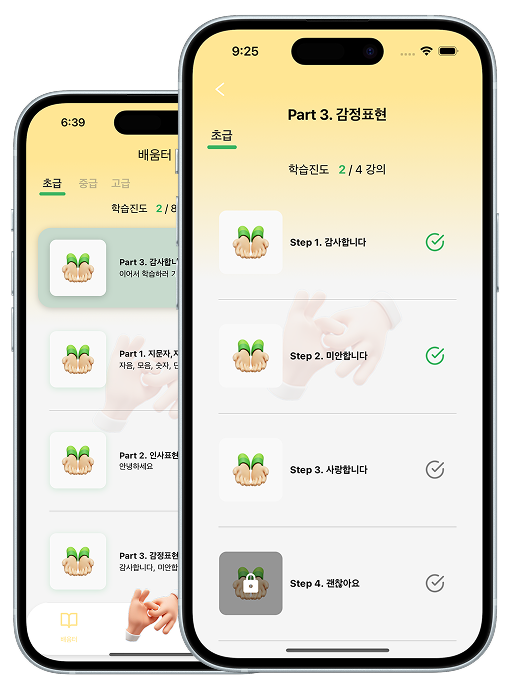 6:39
배움터
초급 중급 고급
학습진도 2 / 8
Part 3. 감사합니
이어서 학습하러 가
Part 1. 지문자,지
자음, 모음, 숫자, 단
Part 2. 인사표현
안녕하세요
Part 3. 감정표현
감사합니다, 미안합
배움터
9:25
Part 3. 감정표현
초급
학습진도 2 / 4 강의
Step 1. 감사합니다
Step 2. 미안합니다
Step 3. 사랑합니다
Step 4. 괜찮아요